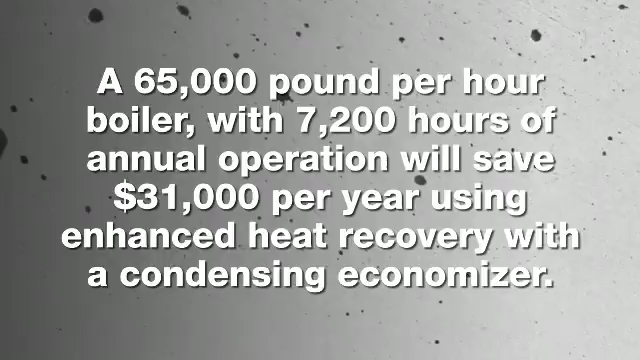 A 65,000 pound per hour
boiler, with 7,200 hours of
annual operation will save
$31,000 per year using
enhanced heat recovery with
a condensing economizer.